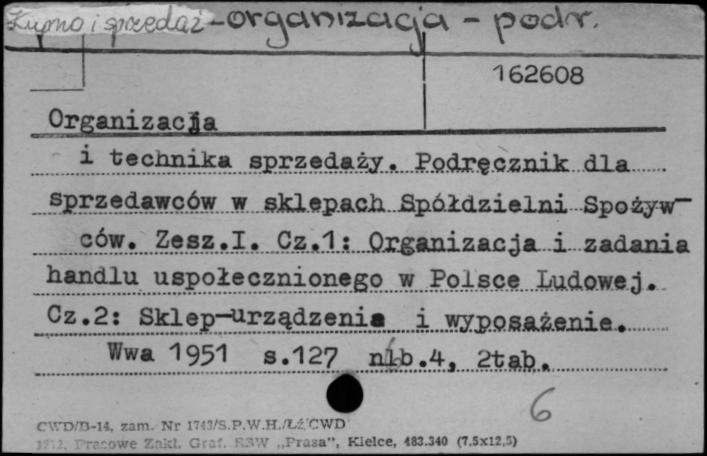 Kupno i sprzedaż - organizacja - podr.
162608
Organizacja
i technika sprzedaży. Podręcznik dla
sprzedawców w sklepach Spółdzielni Spożyw-
ców. Zesz.I. Cz.1: Organizacja i zadania
handlu uspołecznionego w Polsce Ludowej.
Cz.2: Sklep-urządzenie i wyposażenie.
Wwa 1951 s.127 nlb.4, 2tab.
6
CWD/B-14, zam. Nr 1743/S.P.W.H./Łź/CWD
Prasowe Zakł. Graf. RSW „Prasa”, Kielce, 483.340 (7,5x12,5)